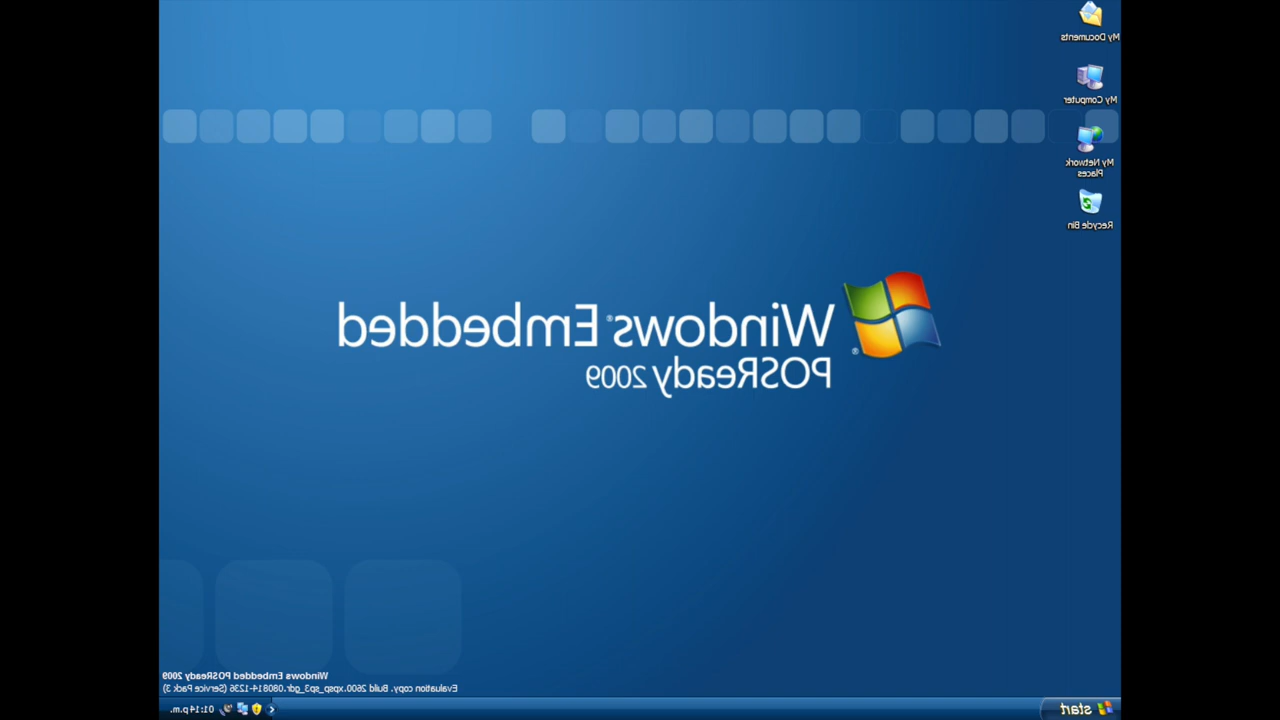 My Documents
My Computer
My Network
Places
Recycle Bin
Windows® Embedded®
POSReady 2009
Windows Embedded POSReady 2009
Evaluation copy. Build 2600.xpsp_sp3_gdr.080814-1236 (Service Pack 3)
start
01:14 p.m.